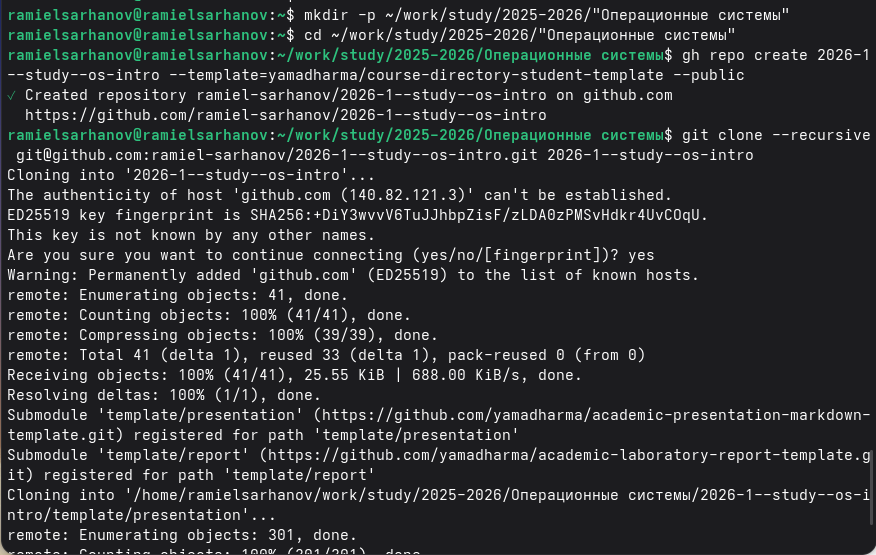 ramielsarhanov@ramielsarhanov:~$ mkdir -p ~/work/study/2025-2026/"Операционные системы"
ramielsarhanov@ramielsarhanov:~$ cd ~/work/study/2025-2026/"Операционные системы"
ramielsarhanov@ramielsarhanov:~/work/study/2025-2026/Операционные системы$ gh repo create 2026-1
--study--os-intro --template=yamadharma/course-directory-student-template --public
✓ Created repository ramiel-sarhanov/2026-1--study--os-intro on github.com
  https://github.com/ramiel-sarhanov/2026-1--study--os-intro
ramielsarhanov@ramielsarhanov:~/work/study/2025-2026/Операционные системы$ git clone --recursive
 git@github.com:ramiel-sarhanov/2026-1--study--os-intro.git 2026-1--study--os-intro
Cloning into '2026-1--study--os-intro'...
The authenticity of host 'github.com (140.82.121.3)' can't be established.
ED25519 key fingerprint is SHA256:+DiY3wvvV6TuJJhbpZisF/zLDA0zPMSvHdkr4UvCOqU.
This key is not known by any other names.
Are you sure you want to continue connecting (yes/no/[fingerprint])? yes
Warning: Permanently added 'github.com' (ED25519) to the list of known hosts.
remote: Enumerating objects: 41, done.
remote: Counting objects: 100% (41/41), done.
remote: Compressing objects: 100% (39/39), done.
remote: Total 41 (delta 1), reused 33 (delta 1), pack-reused 0 (from 0)
Receiving objects: 100% (41/41), 25.55 KiB | 688.00 KiB/s, done.
Resolving deltas: 100% (1/1), done.
Submodule 'template/presentation' (https://github.com/yamadharma/academic-presentation-markdown-
template.git) registered for path 'template/presentation'
Submodule 'template/report' (https://github.com/yamadharma/academic-laboratory-report-template.g
it) registered for path 'template/report'
Cloning into '/home/ramielsarhanov/work/study/2025-2026/Операционные системы/2026-1--study--os-i
ntro/template/presentation'...
remote: Enumerating objects: 301, done.
remote: Counting objects: 100% (301/301), done.